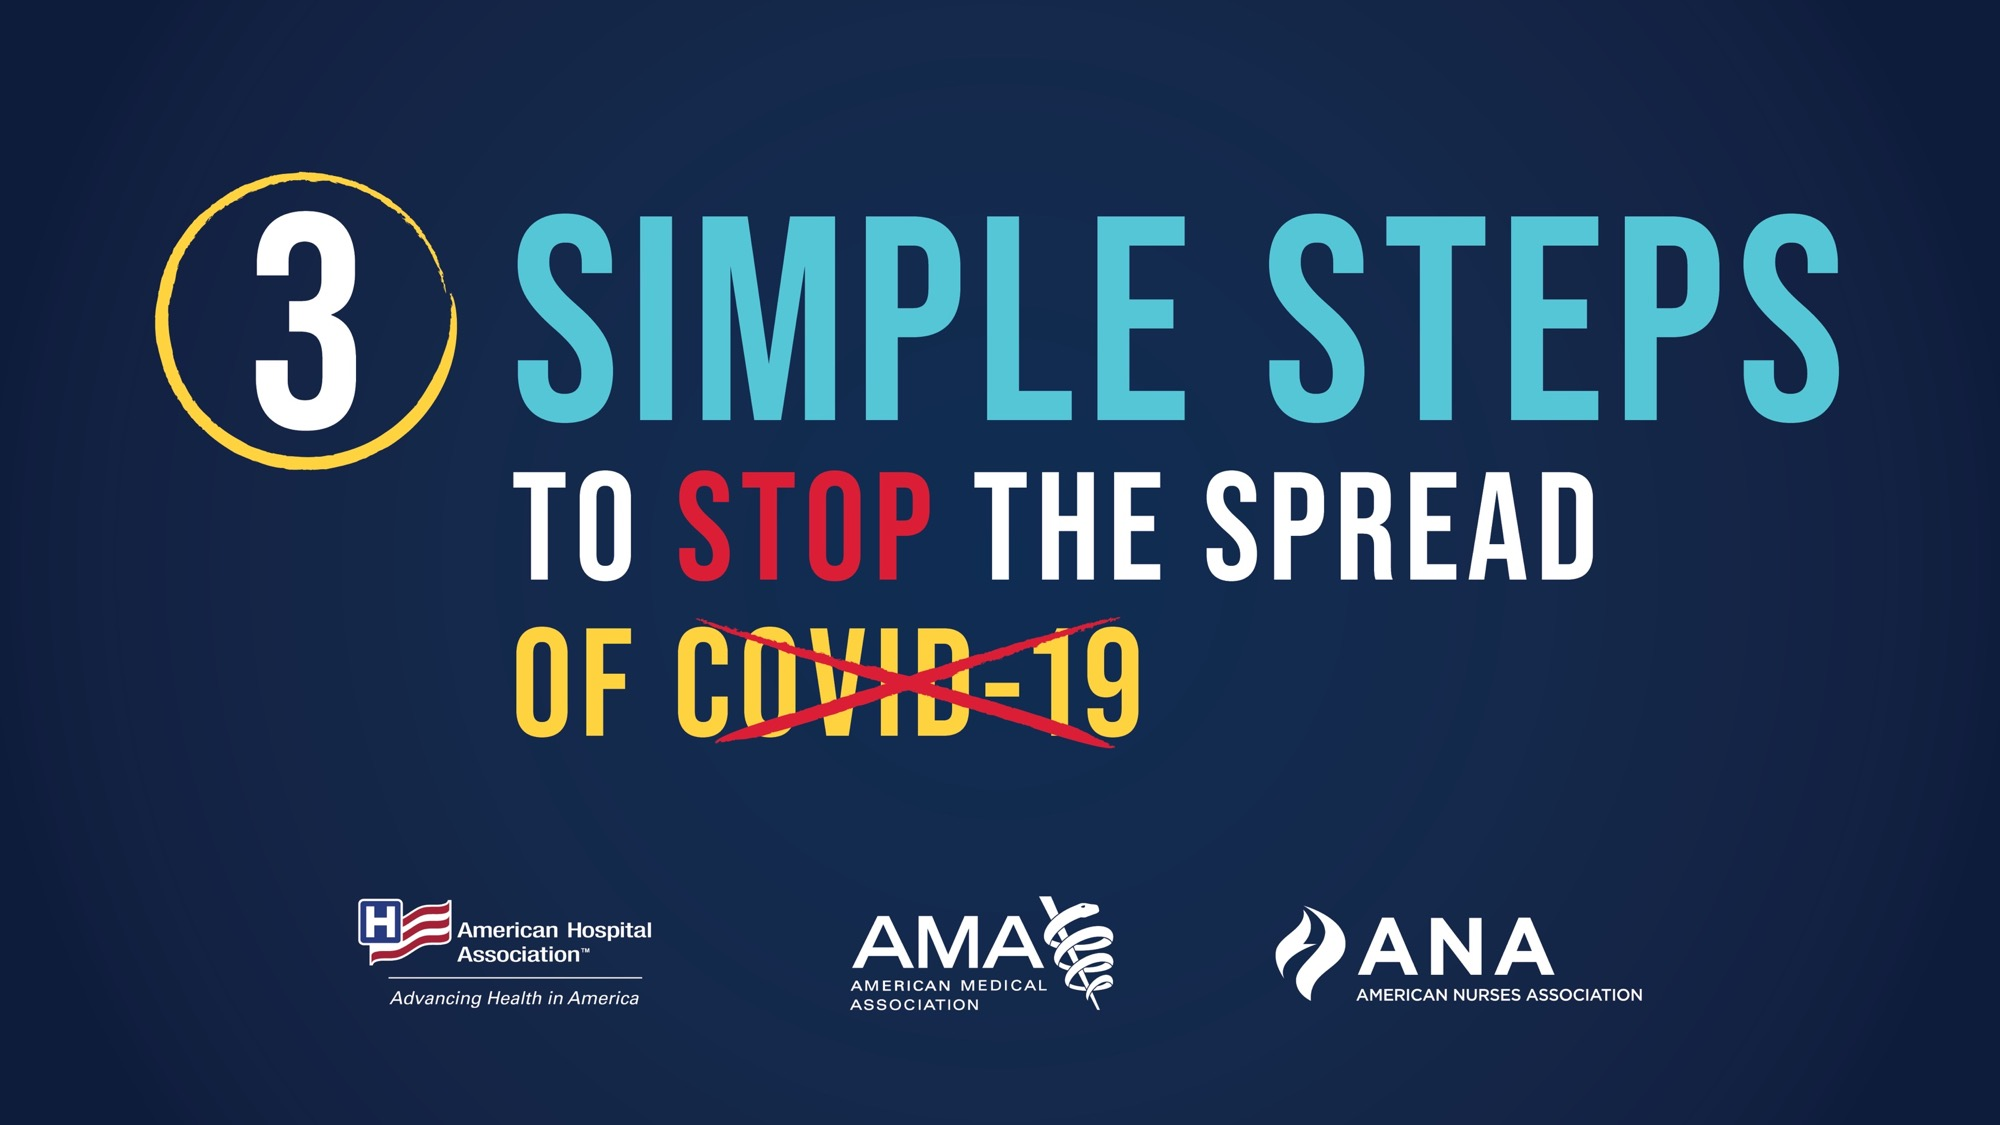 3 SIMPLE STEPS
TO STOP THE SPREAD
OF COVID-19
H
American Hospital
Association™
Advancing Health in America
AMA
AMERICAN MEDICAL
ASSOCIATION
ANA
AMERICAN NURSES ASSOCIATION